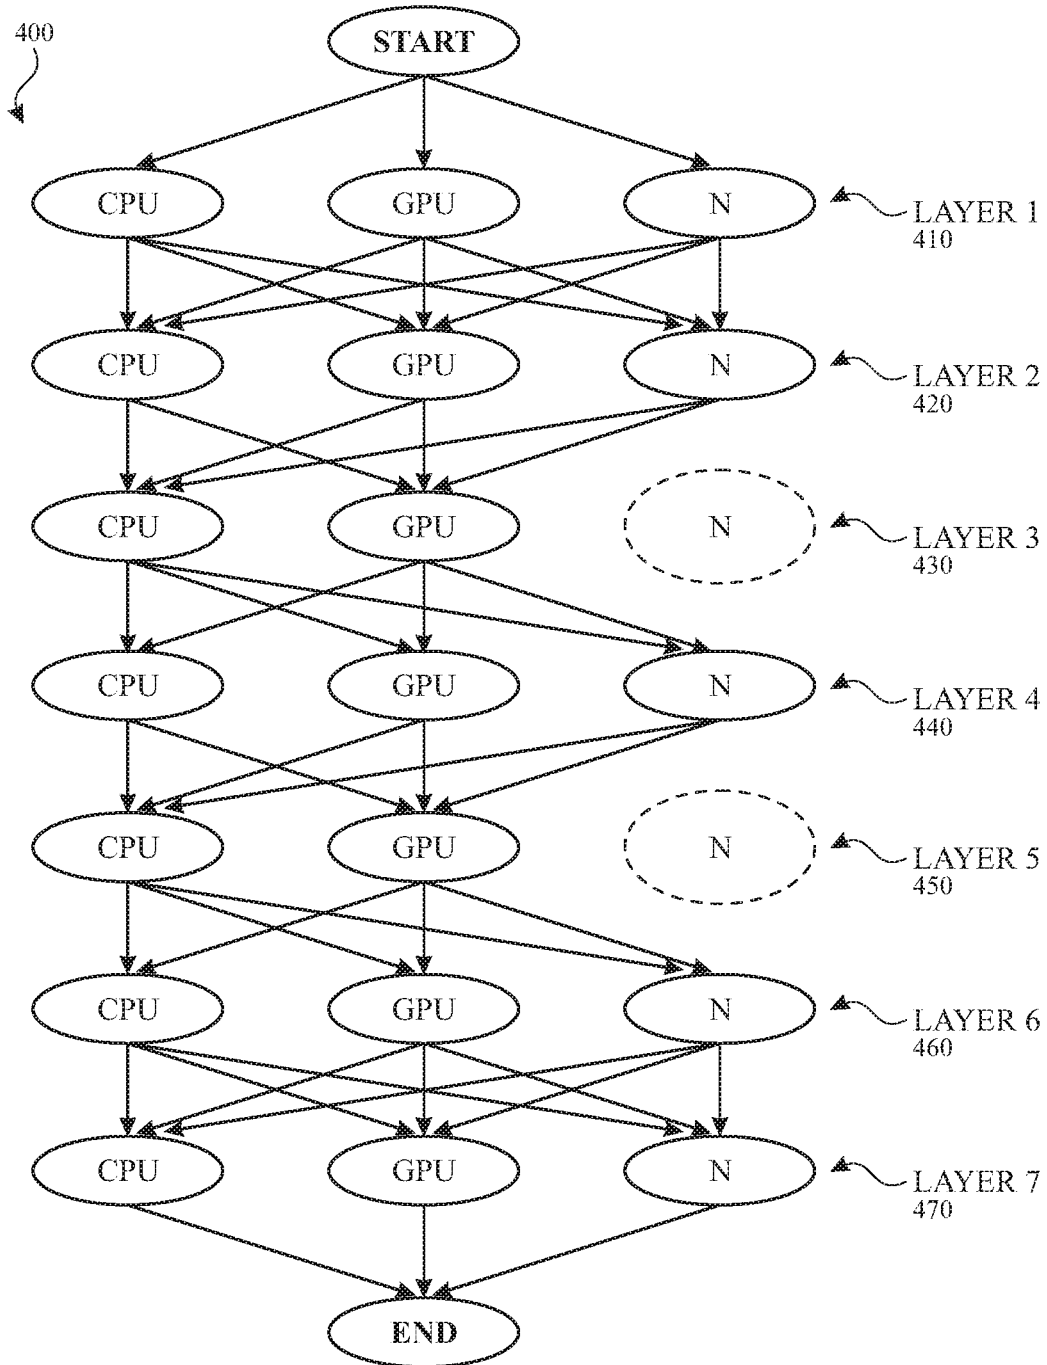 400
START
CPU GPU N
LAYER 1
410
CPU GPU N
LAYER 2
420
CPU GPU N
LAYER 3
430
CPU GPU N
LAYER 4
440
CPU GPU N
LAYER 5
450
CPU GPU N
LAYER 6
460
CPU GPU N
LAYER 7
470
END